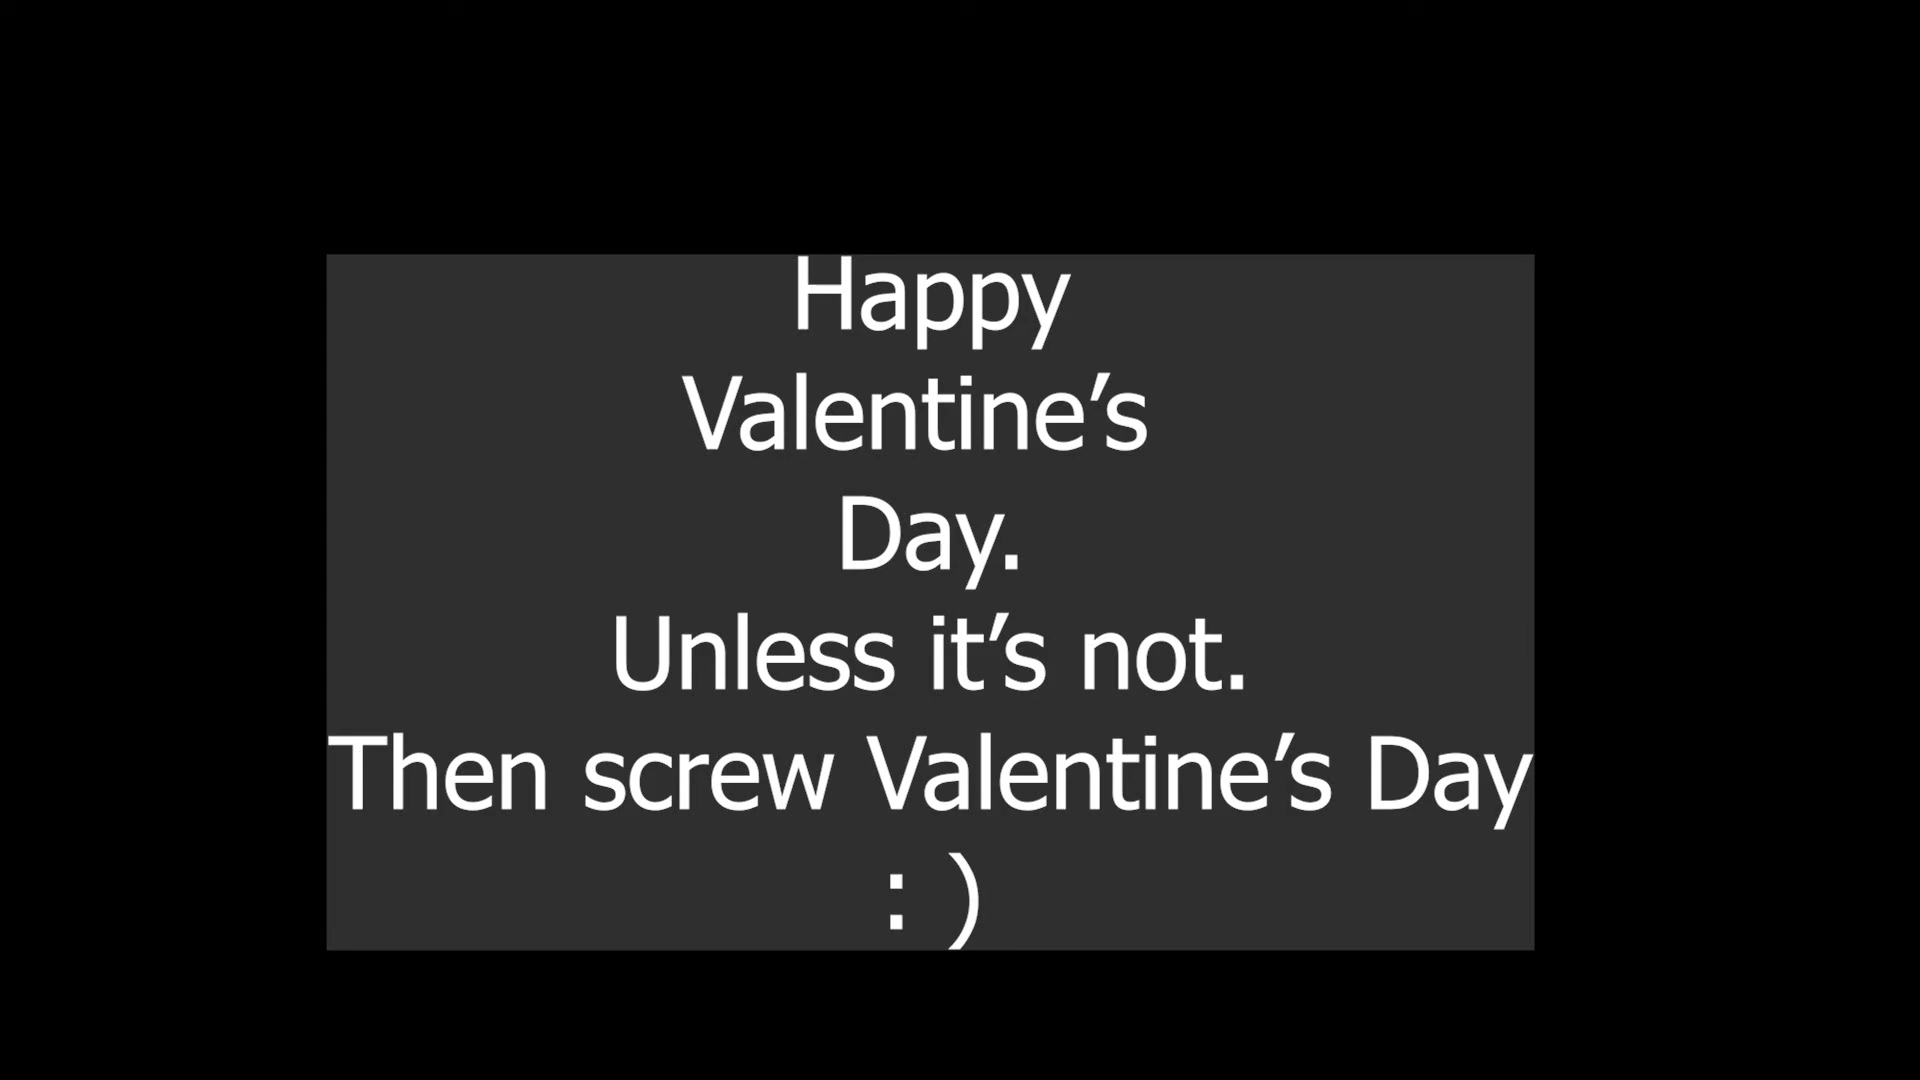 Happy
Valentine’s
Day.
Unless it’s not.
Then screw Valentine’s Day
: )